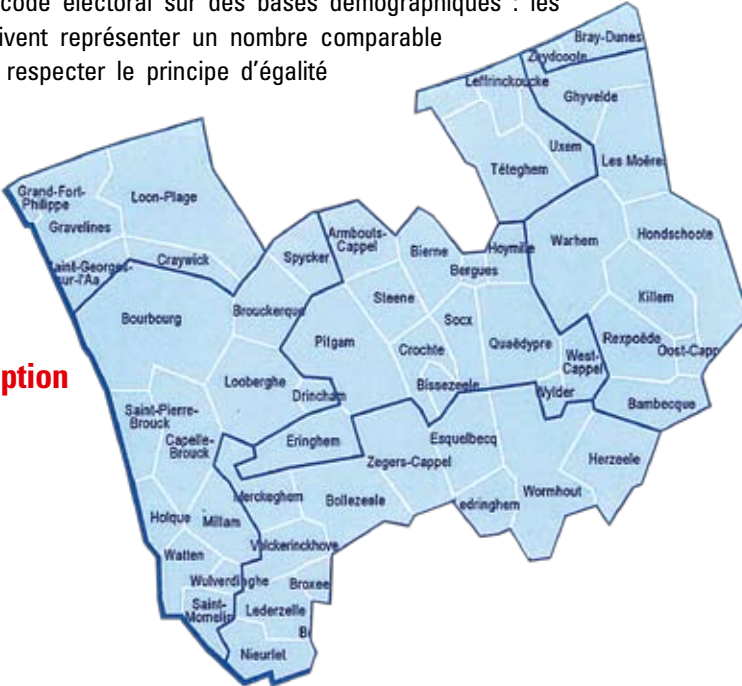 code électoral sur des bases démographiques : les
ivent représenter un nombre comparable
respecter le principe d'égalité
Bray-Dunes
Zuydcoote
Leffrinckoucke
Ghyvelde
Uxem
Les Moëres
Téteghem
Grand-Fort-
Philippe
Loon-Plage
Gravelines
Armbouts-
Cappel
Bierne
Hoymille
Warhem
Hondschoote
Saint-Georges-
sur-l'Aa
Craywick
Spycker
Bergues
Steene
Killem
Bourbourg
Brouckerque
Socx
Pitgam
Crochte
Quaëdypre
West-
Cappel
Rexpoëde
Oost-Capp
ption
Looberghe
Drincham
Bissezeele
Wylder
Bambecque
Saint-Pierre-
Brouck
Capelle-
Brouck
Eringhem
Esquelbecq
Zegers-Cappel
Herzeele
Merckeghem
Bollezeele
Wormhout
edringhem
Holque
Millam
Volckerinckhove
Watten
Wulverdinghe
Broxee
Saint-
Momelin
Lederzelle
B
Nieurlet